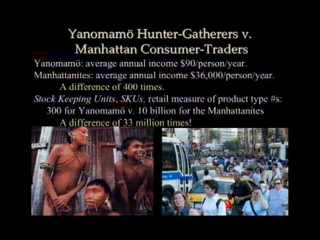 Yanomamö Hunter-Gatherers v.
Manhattan Consumer-Traders
Yanomamö: average annual income $90/person/year.
Manhattanites: average annual income $36,000/person/year.
A difference of 400 times.
Stock Keeping Units, SKUs, retail measure of product type #s:
300 for Yanomamö v. 10 billion for the Manhattanites
A difference of 33 million times!